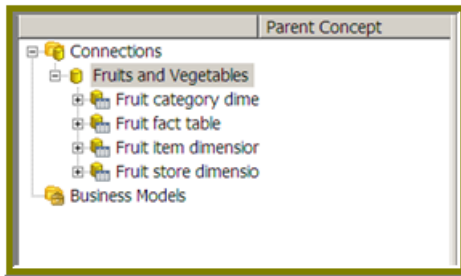 Parent Concept
Connections
Fruits and Vegetables
Fruit category dime
Fruit fact table
Fruit item dimensior
Fruit store dimensio
Business Models